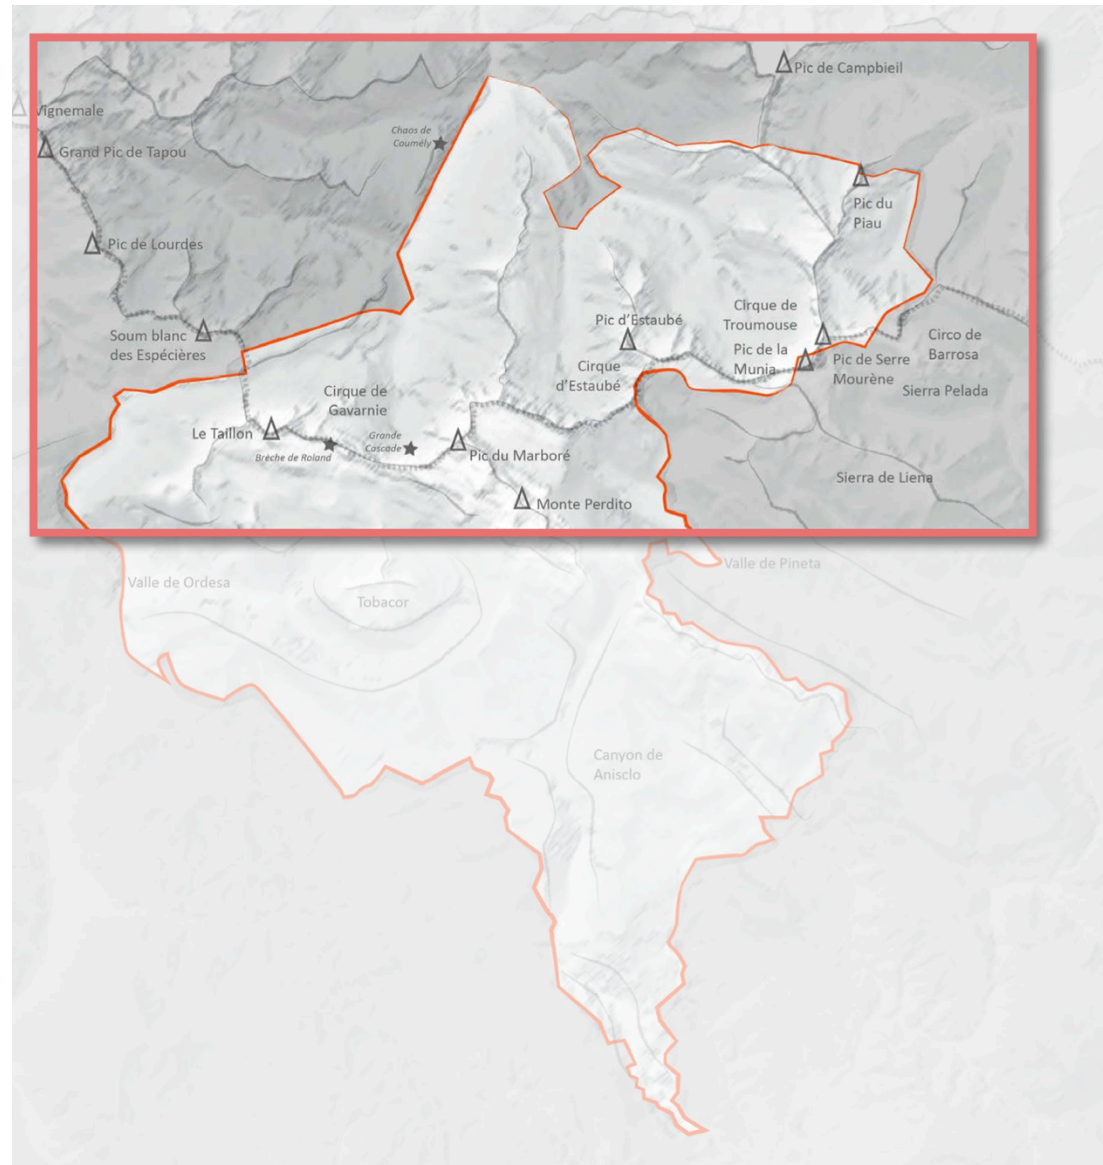 Pic de Campbieil
Vignemale
Chaos de
Coumély
Grand Pic de Tapou
Pic du
Piau
Pic de Lourdes
Soum blanc
des Espécières
Pic d'Estaubé
Cirque de
Troumouse
Circo de
Barrosa
Cirque
d'Estaubé
Pic de la
Munia
Pic de Serre
Mourène
Sierra Pelada
Cirque de
Gavarnie
Le Taillon
Brèche de Roland
Grande
Cascade
Pic du Marboré
Sierra de Liena
Monte Perdito
Valle de Ordesa
Tobacor
Valle de Pineta
Canyon de
Anisclo